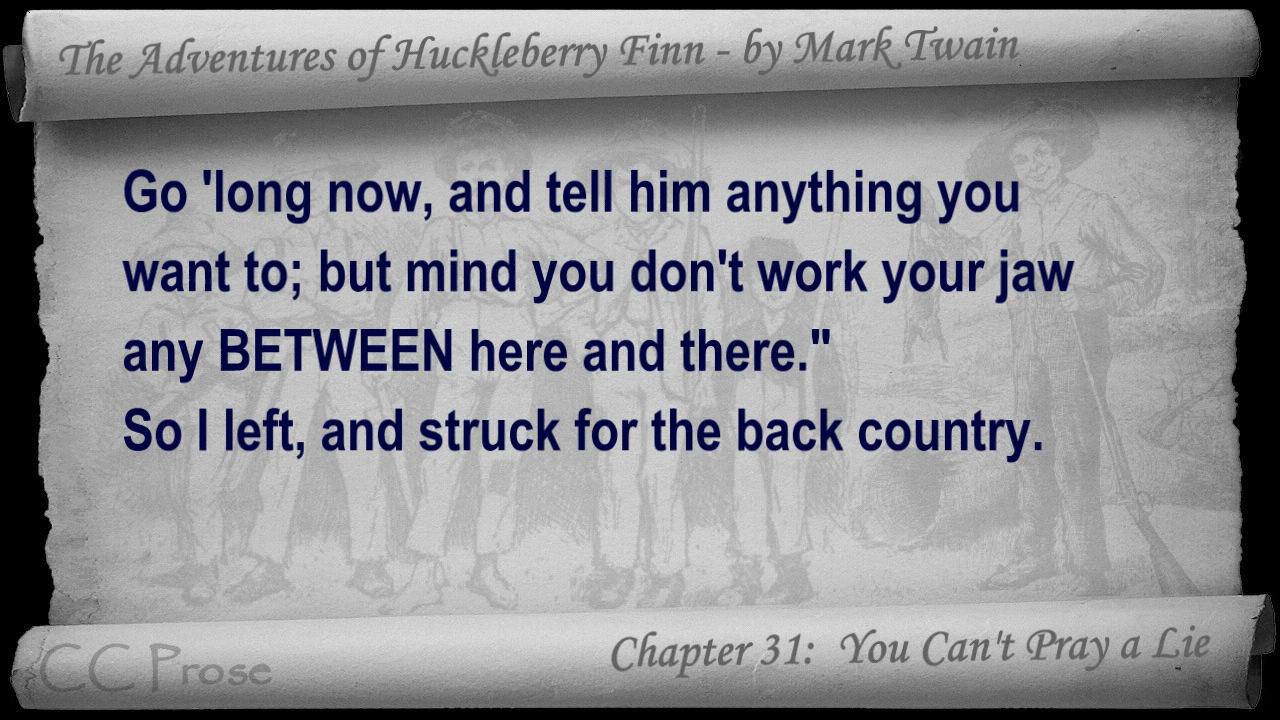 The Adventures of Huckleberry Finn - by Mark Twain
Go 'long now, and tell him anything you
want to; but mind you don't work your jaw
any BETWEEN here and there."
So I left, and struck for the back country.
CC Prose
Chapter 31: You Can't Pray a Lie